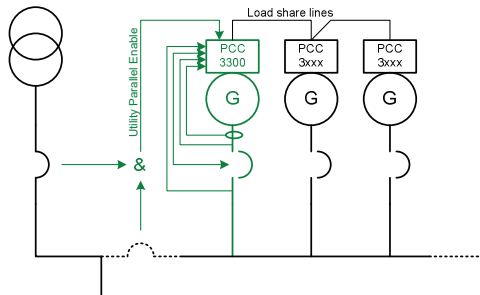 Load share lines
Utility Parallel Enable
PCC
3300
PCC
3xxx
PCC
3xxx
G
G
G
&